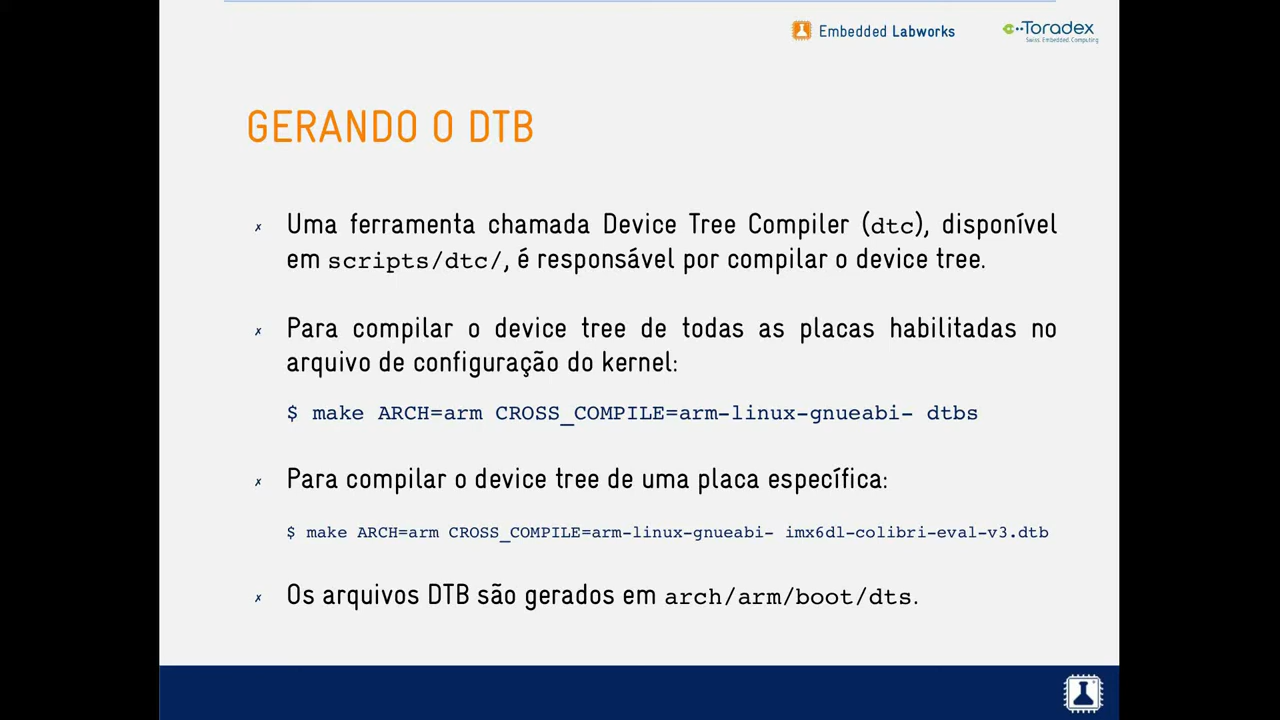 Embedded Labworks
Toradex
Swiss. Embedded. Computing.
GERANDO O DTB
✗ Uma ferramenta chamada Device Tree Compiler (dtc), disponível
em scripts/dtc/, é responsável por compilar o device tree.
✗ Para compilar o device tree de todas as placas habilitadas no
arquivo de configuração do kernel:
$ make ARCH=arm CROSS_COMPILE=arm-linux-gnueabi- dtbs
✗ Para compilar o device tree de uma placa específica:
$ make ARCH=arm CROSS_COMPILE=arm-linux-gnueabi- imx6dl-colibri-eval-v3.dtb
✗ Os arquivos DTB são gerados em arch/arm/boot/dts.